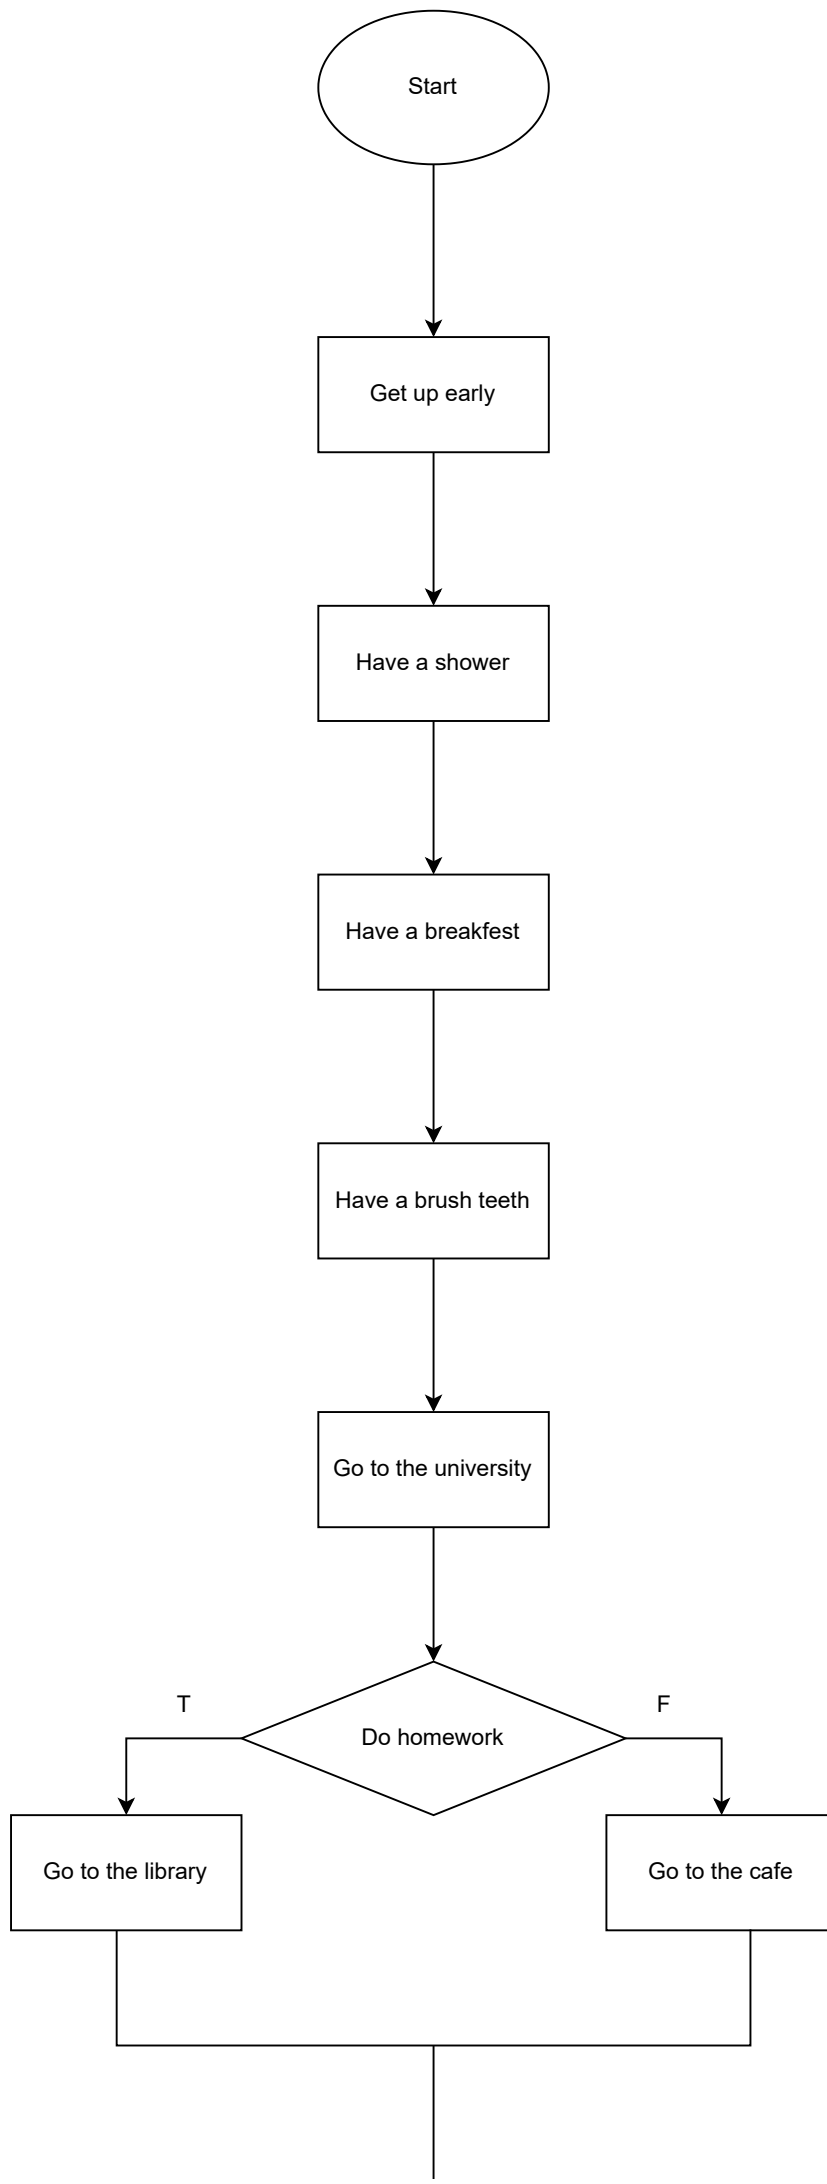 Start
Get up early
Have a shower
Have a breakfest
Have a brush teeth
Go to the university
T
F
Do homework
Go to the library
Go to the cafe